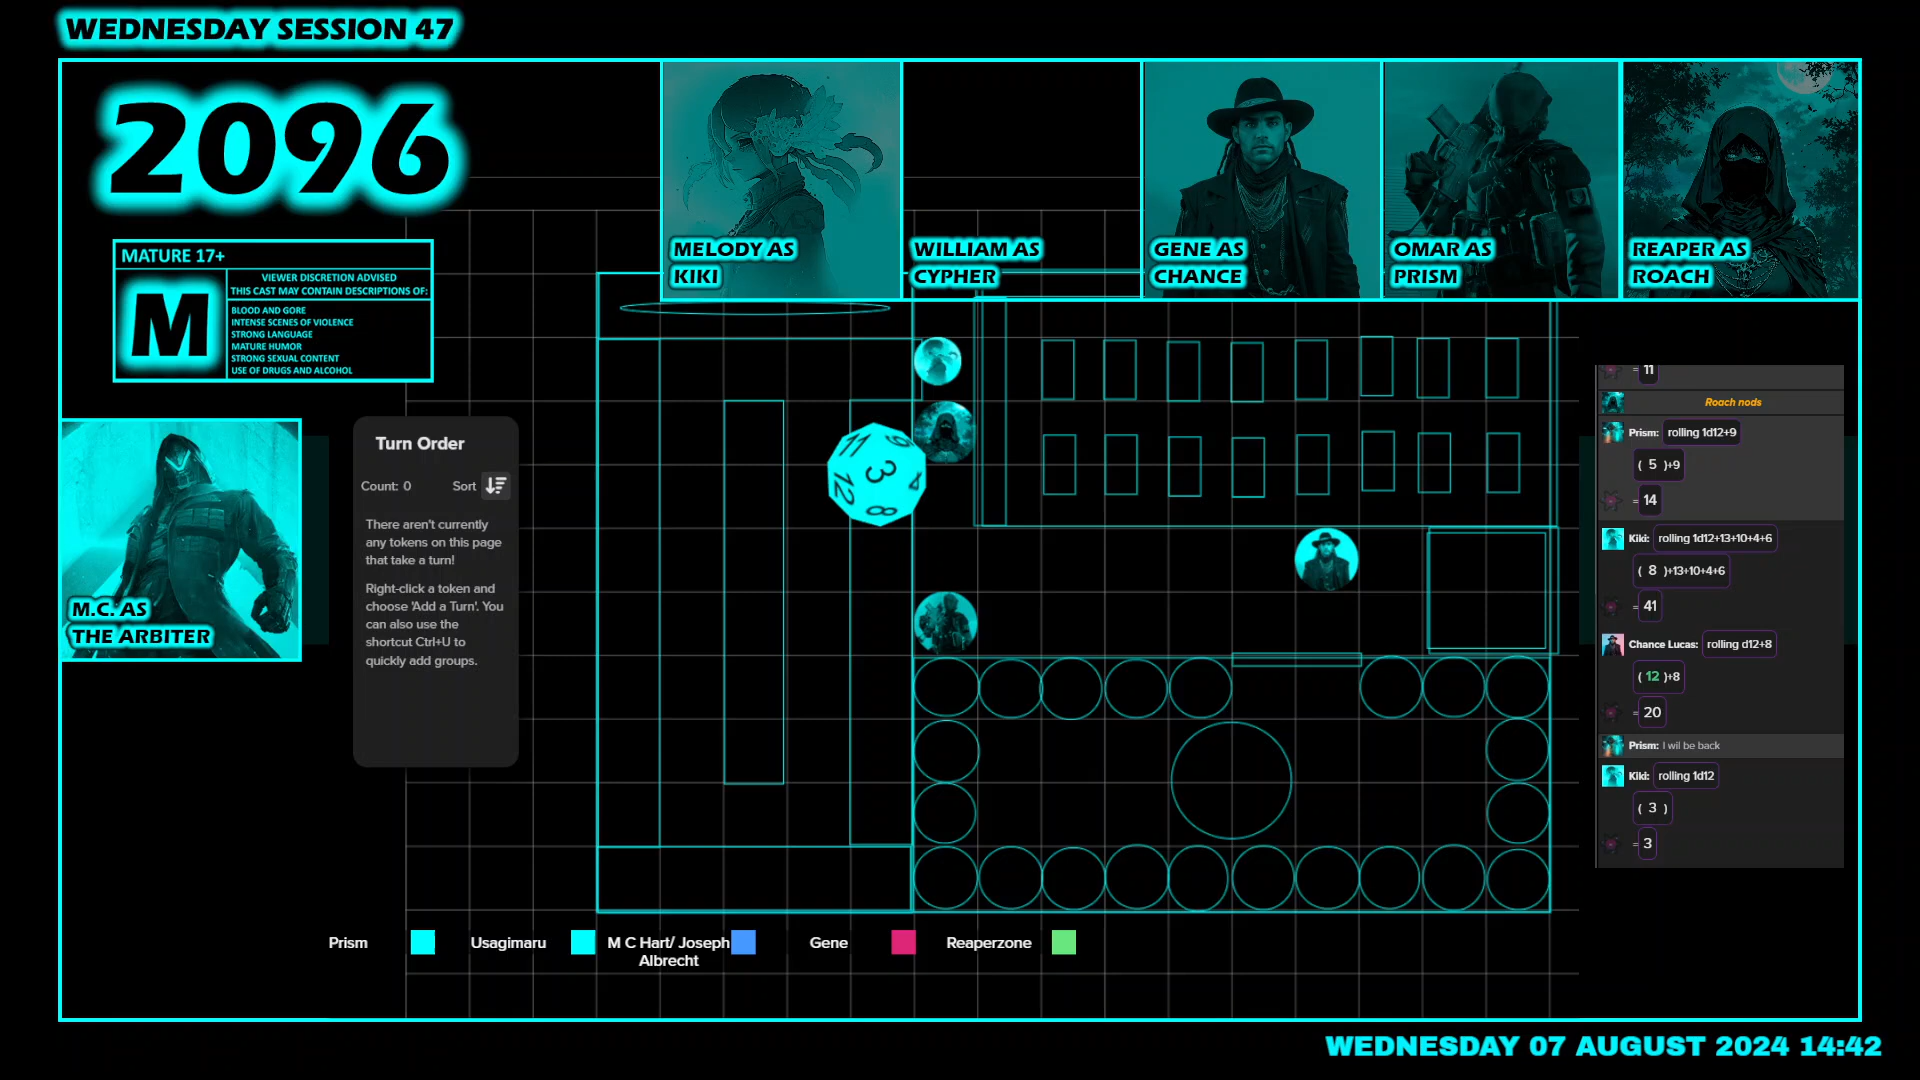 WEDNESDAY SESSION 47
2096
MATURE 17+
M
VIEWER DISCRETION ADVISED
THIS CAST MAY CONTAIN DESCRIPTIONS OF:
BLOOD AND GORE
INTENSE SCENES OF VIOLENCE
STRONG LANGUAGE
MATURE HUMOR
STRONG SEXUAL CONTENT
USE OF DRUGS AND ALCOHOL
MELODY AS
KIKI
WILLIAM AS
CYPHER
GENE AS
CHANCE
OMAR AS
PRISM
REAPER AS
ROACH
M.C. AS
THE ARBITER
Turn Order
Count: 0 Sort
There aren't currently
any tokens on this page
that take a turn!
Right-click a token and
choose 'Add a Turn'. You
can also use the
shortcut Ctrl+U to
quickly add groups.
11
9
3
4
12
8
=11
Roach nods
Prism: rolling 1d12+9
( 5 )+9
=14
Kiki: rolling 1d12+13+10+4+6
( 8 )+13+10+4+6
=41
Chance Lucas: rolling d12+8
( 12 )+8
=20
Prism: I wil be back
Kiki: rolling 1d12
( 3 )
=3
Prism
Usagimaru
M C Hart/ Joseph
Albrecht
Gene
Reaperzone
WEDNESDAY 07 AUGUST 2024 14:42